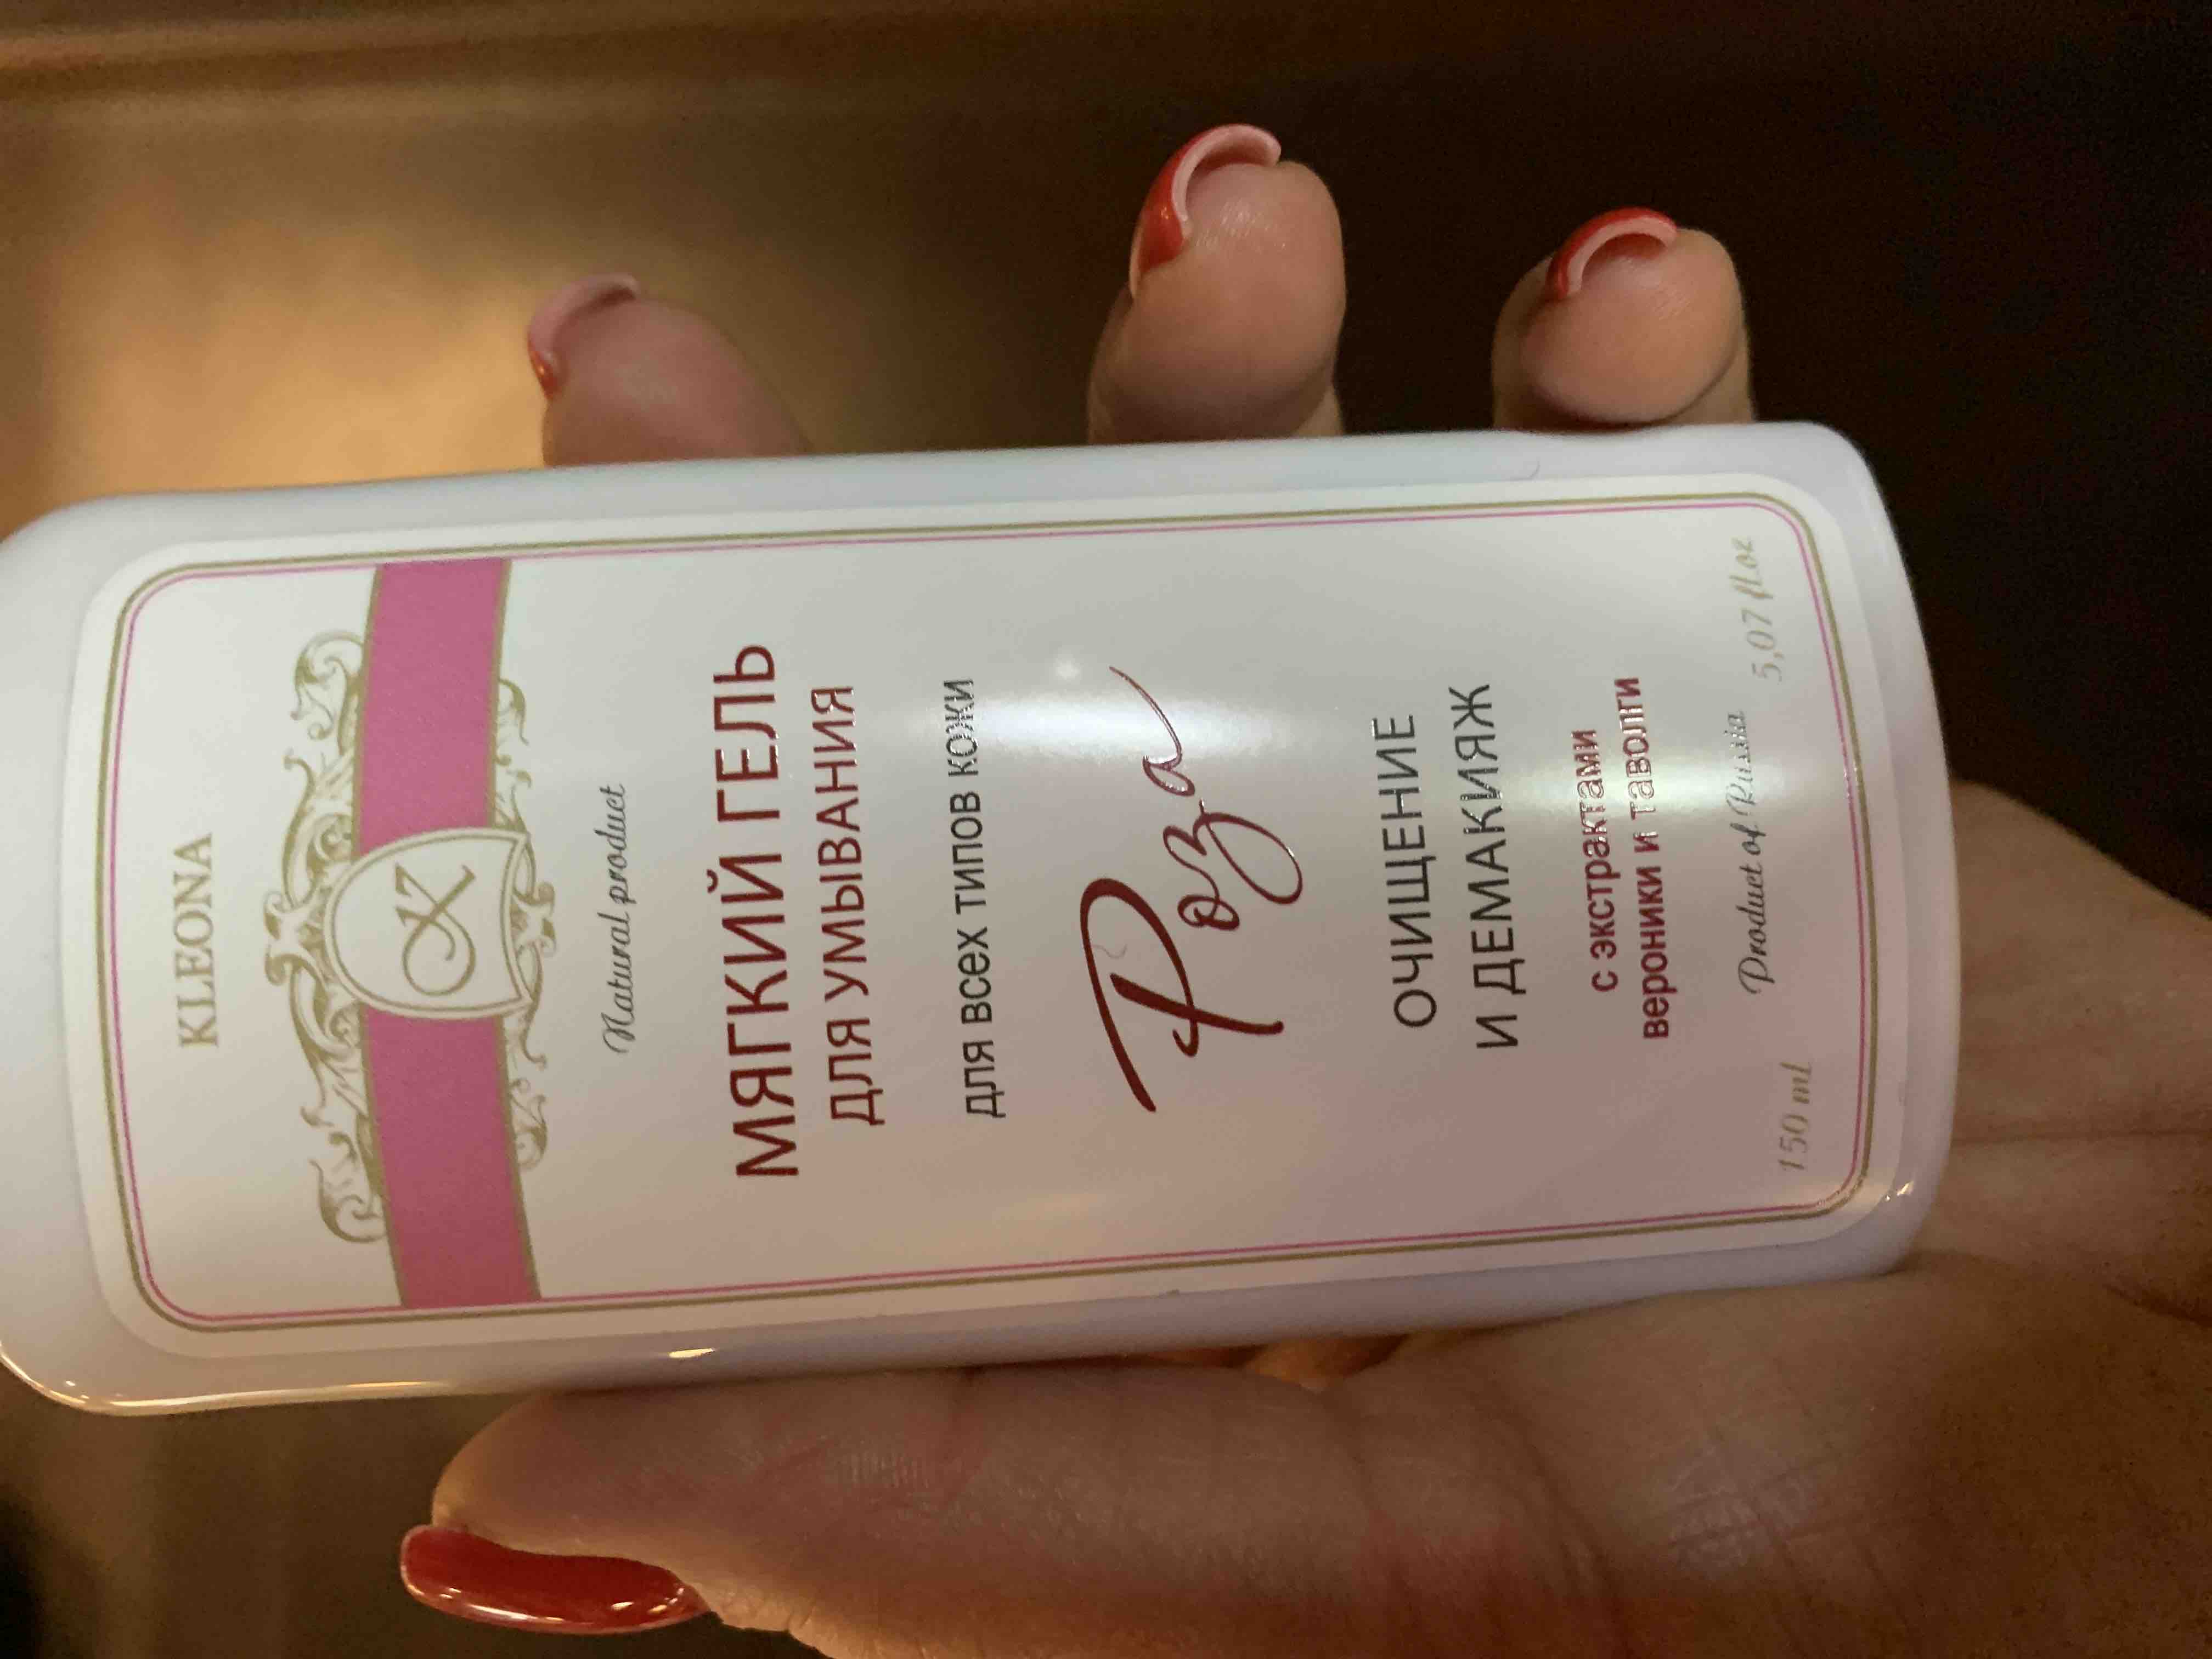 KLEONA
K
Natural product
МЯГКИЙ ГЕЛЬ
ДЛЯ УМЫВАНИЯ
для всех типов кожи
Роза
ОЧИЩЕНИЕ
И ДЕМАКИЯЖ
с экстрактами
вероники и таволги
150 ml Product of Russia 5,07 fl.oz